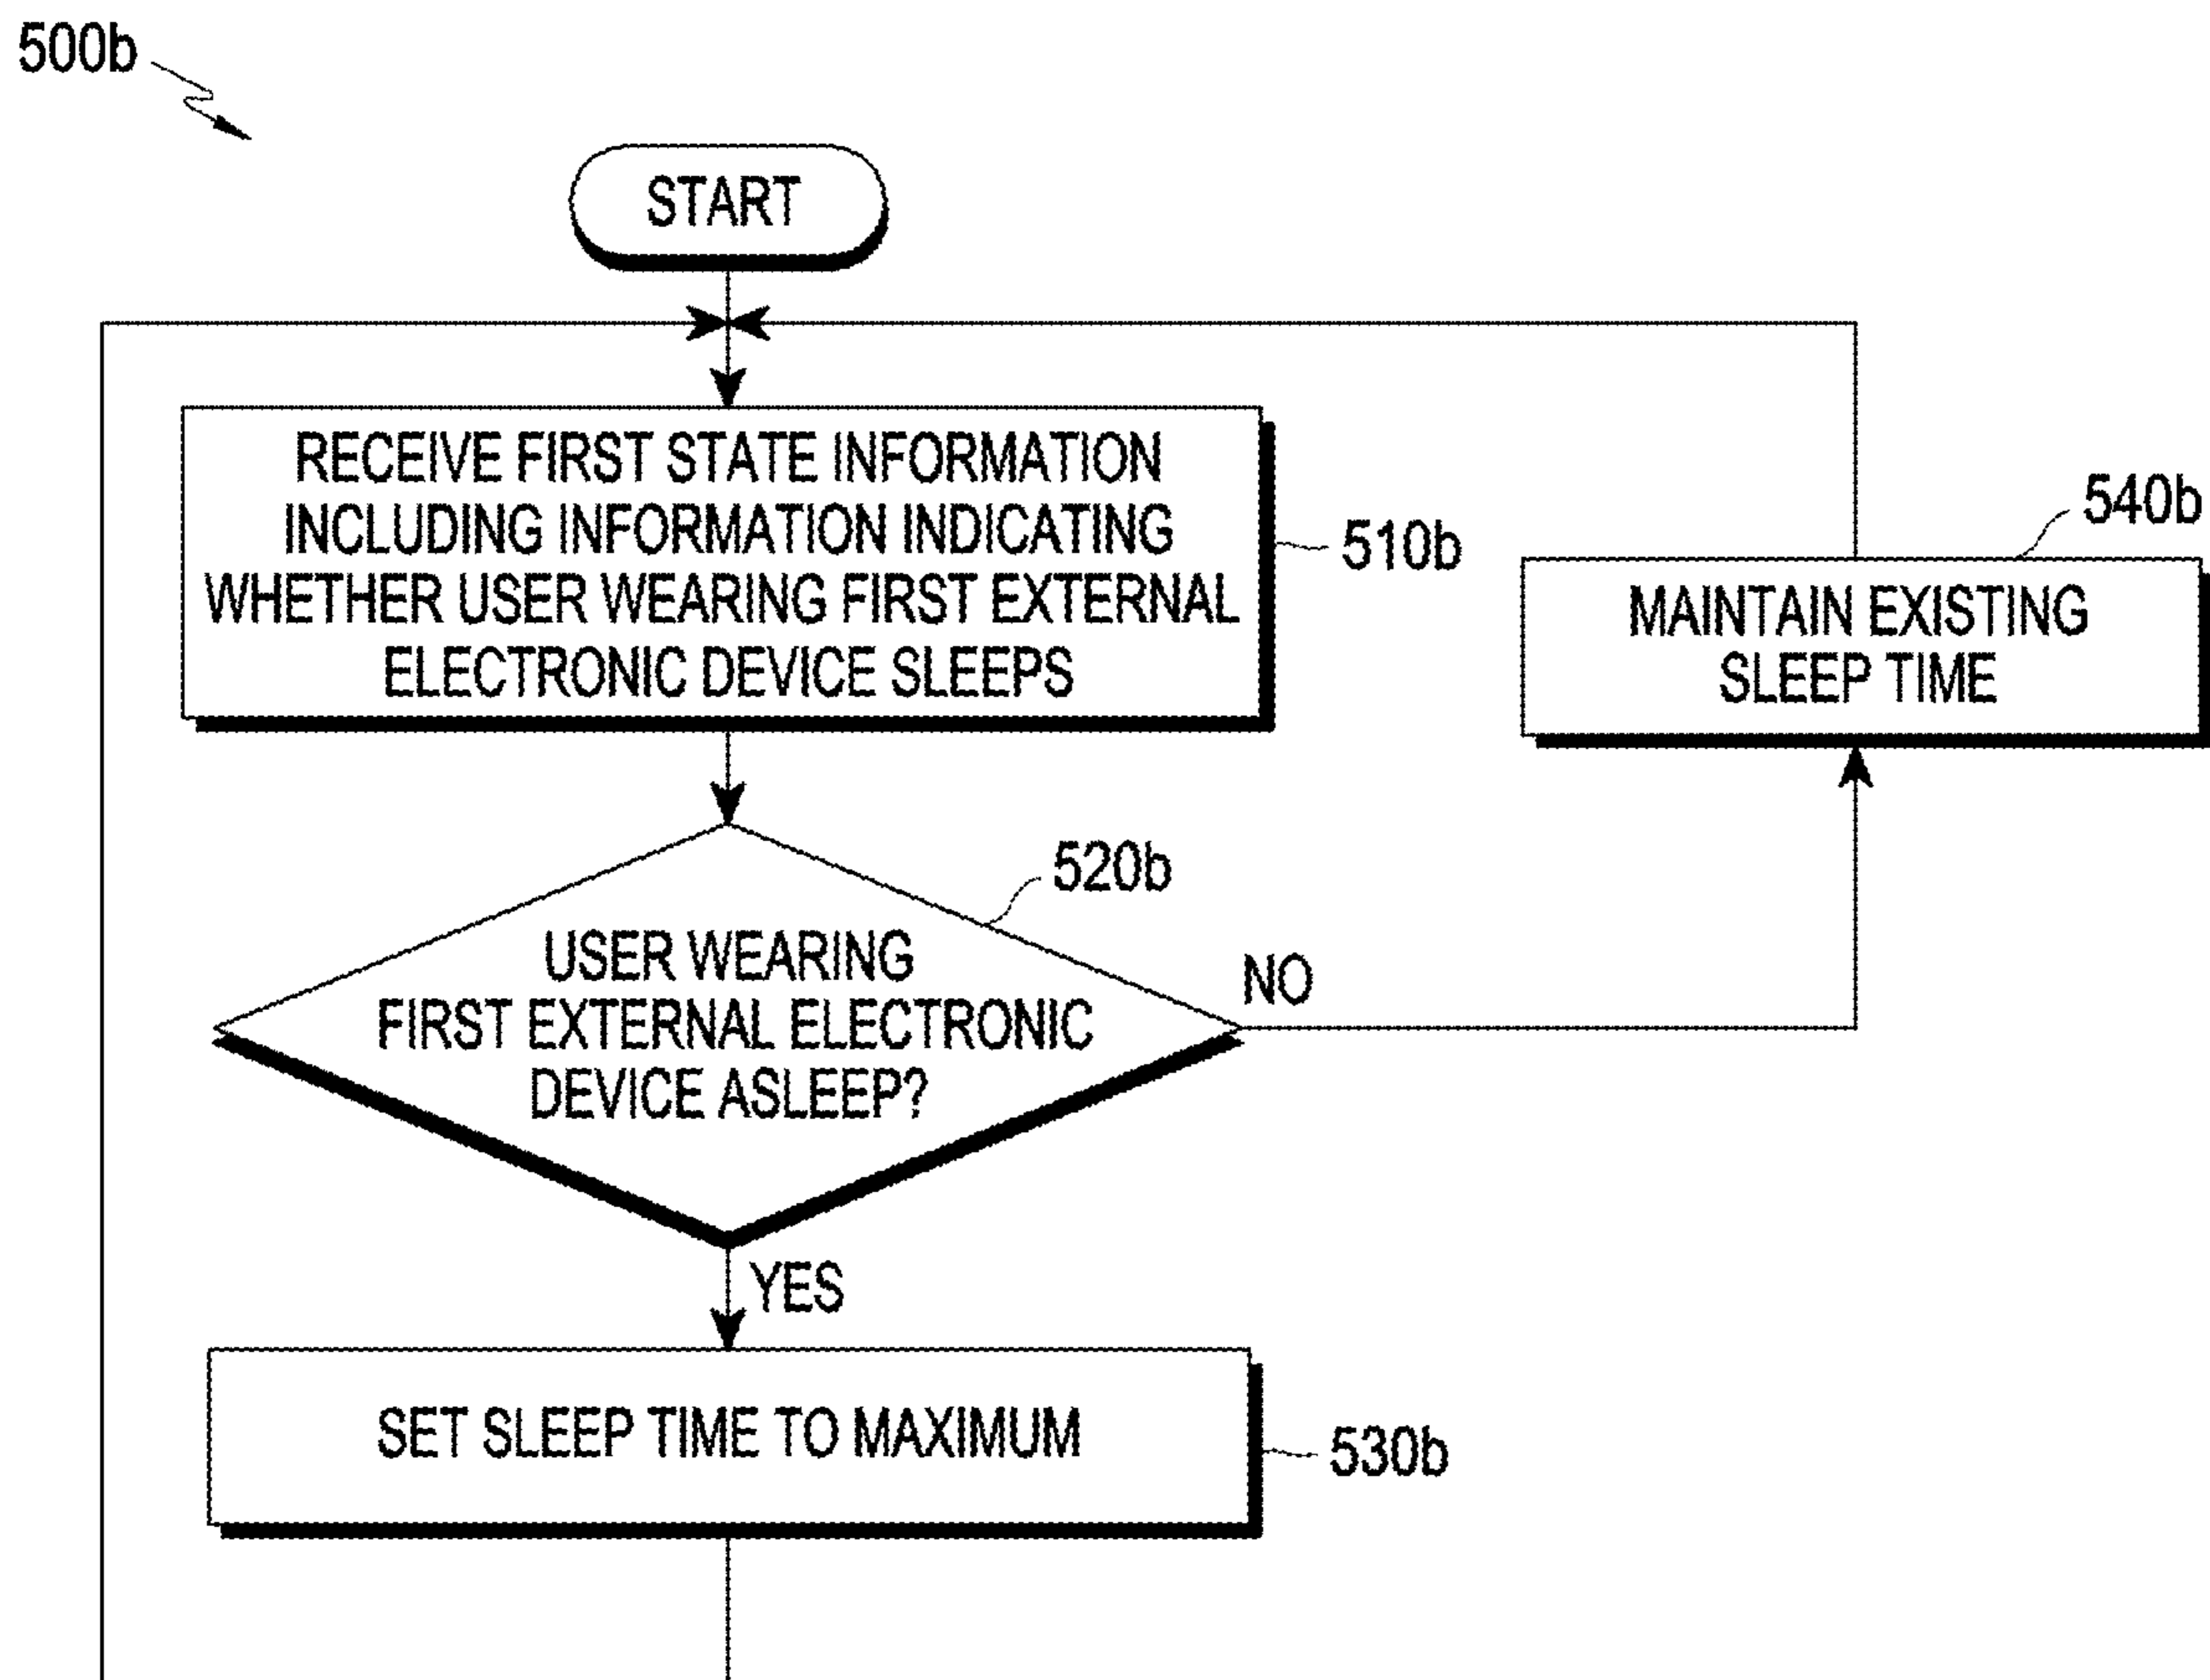 500b
START
RECEIVE FIRST STATE INFORMATION
INCLUDING INFORMATION INDICATING
WHETHER USER WEARING FIRST EXTERNAL
ELECTRONIC DEVICE SLEEPS
510b
540b
MAINTAIN EXISTING
SLEEP TIME
520b
USER WEARING
FIRST EXTERNAL ELECTRONIC
DEVICE ASLEEP?
NO
YES
SET SLEEP TIME TO MAXIMUM
530b